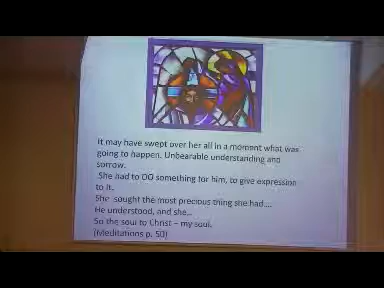 It may have swept over her all in a moment what was
going to happen. Unbearable understanding and
sorrow.
She had to DO something for him, to give expression
to it.
She sought the most precious thing she had....
He understood, and she...
So the soul to Christ – my soul.
(Meditations p. 50)